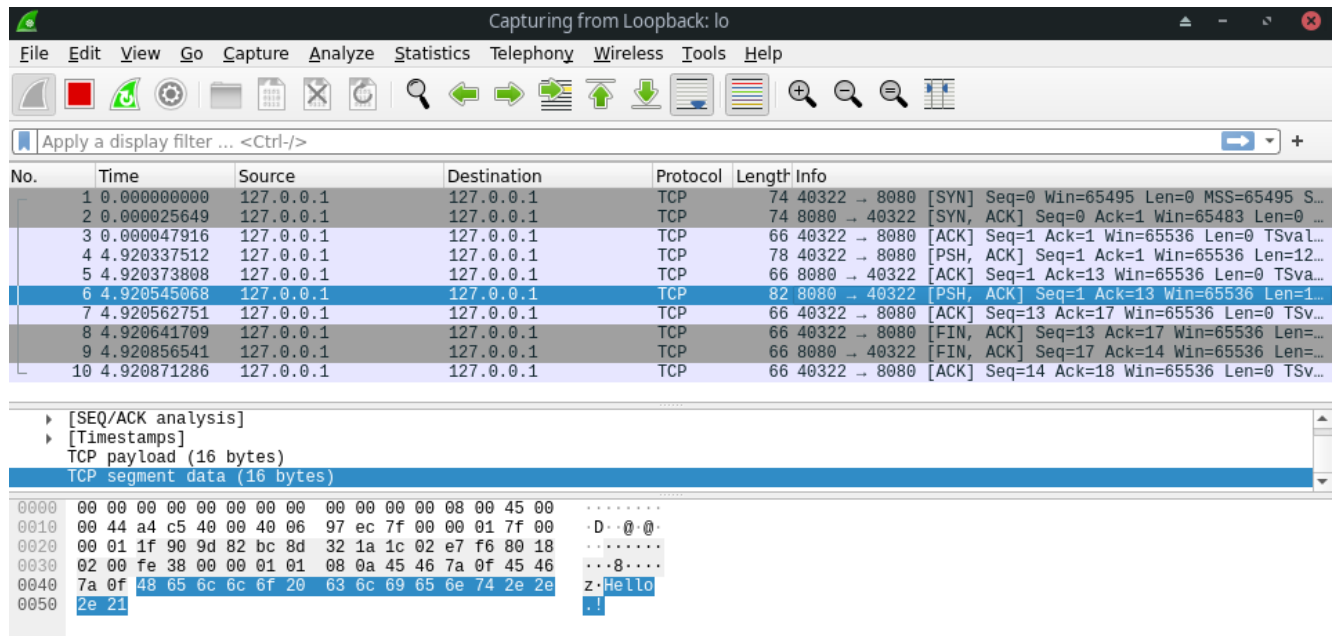 Capturing from Loopback: lo
File Edit View Go Capture Analyze Statistics Telephony Wireless Tools Help
Apply a display filter ... <Ctrl-/>
No. Time Source Destination Protocol Length Info
1 0.000000000 127.0.0.1 127.0.0.1 TCP 74 40322 → 8080 [SYN] Seq=0 Win=65495 Len=0 MSS=65495 S…
2 0.000025649 127.0.0.1 127.0.0.1 TCP 74 8080 → 40322 [SYN, ACK] Seq=0 Ack=1 Win=65483 Len=0 …
3 0.000047916 127.0.0.1 127.0.0.1 TCP 66 40322 → 8080 [ACK] Seq=1 Ack=1 Win=65536 Len=0 TSval…
4 4.920337512 127.0.0.1 127.0.0.1 TCP 78 40322 → 8080 [PSH, ACK] Seq=1 Ack=1 Win=65536 Len=12…
5 4.920373808 127.0.0.1 127.0.0.1 TCP 66 8080 → 40322 [ACK] Seq=1 Ack=13 Win=65536 Len=0 TSva…
6 4.920545068 127.0.0.1 127.0.0.1 TCP 82 8080 → 40322 [PSH, ACK] Seq=1 Ack=13 Win=65536 Len=1…
7 4.920562751 127.0.0.1 127.0.0.1 TCP 66 40322 → 8080 [ACK] Seq=13 Ack=17 Win=65536 Len=0 TSv…
8 4.920641709 127.0.0.1 127.0.0.1 TCP 66 40322 → 8080 [FIN, ACK] Seq=13 Ack=17 Win=65536 Len=…
9 4.920856541 127.0.0.1 127.0.0.1 TCP 66 8080 → 40322 [FIN, ACK] Seq=17 Ack=14 Win=65536 Len=…
10 4.920871286 127.0.0.1 127.0.0.1 TCP 66 40322 → 8080 [ACK] Seq=14 Ack=18 Win=65536 Len=0 TSv…
[SEQ/ACK analysis]
[Timestamps]
TCP payload (16 bytes)
TCP segment data (16 bytes)
0000 00 00 00 00 00 00 00 00 00 00 00 00 08 00 45 00 ········
0010 00 44 a4 c5 40 00 40 06 97 ec 7f 00 00 01 7f 00 ·D··@·@·
0020 00 01 1f 90 9d 82 bc 8d 32 1a 1c 02 e7 f6 80 18 ········
0030 02 00 fe 38 00 00 01 01 08 0a 45 46 7a 0f 45 46 ···8····
0040 7a 0f 48 65 6c 6c 6f 20 63 6c 69 65 6e 74 2e 2e z·Hello
0050 2e 21 .!